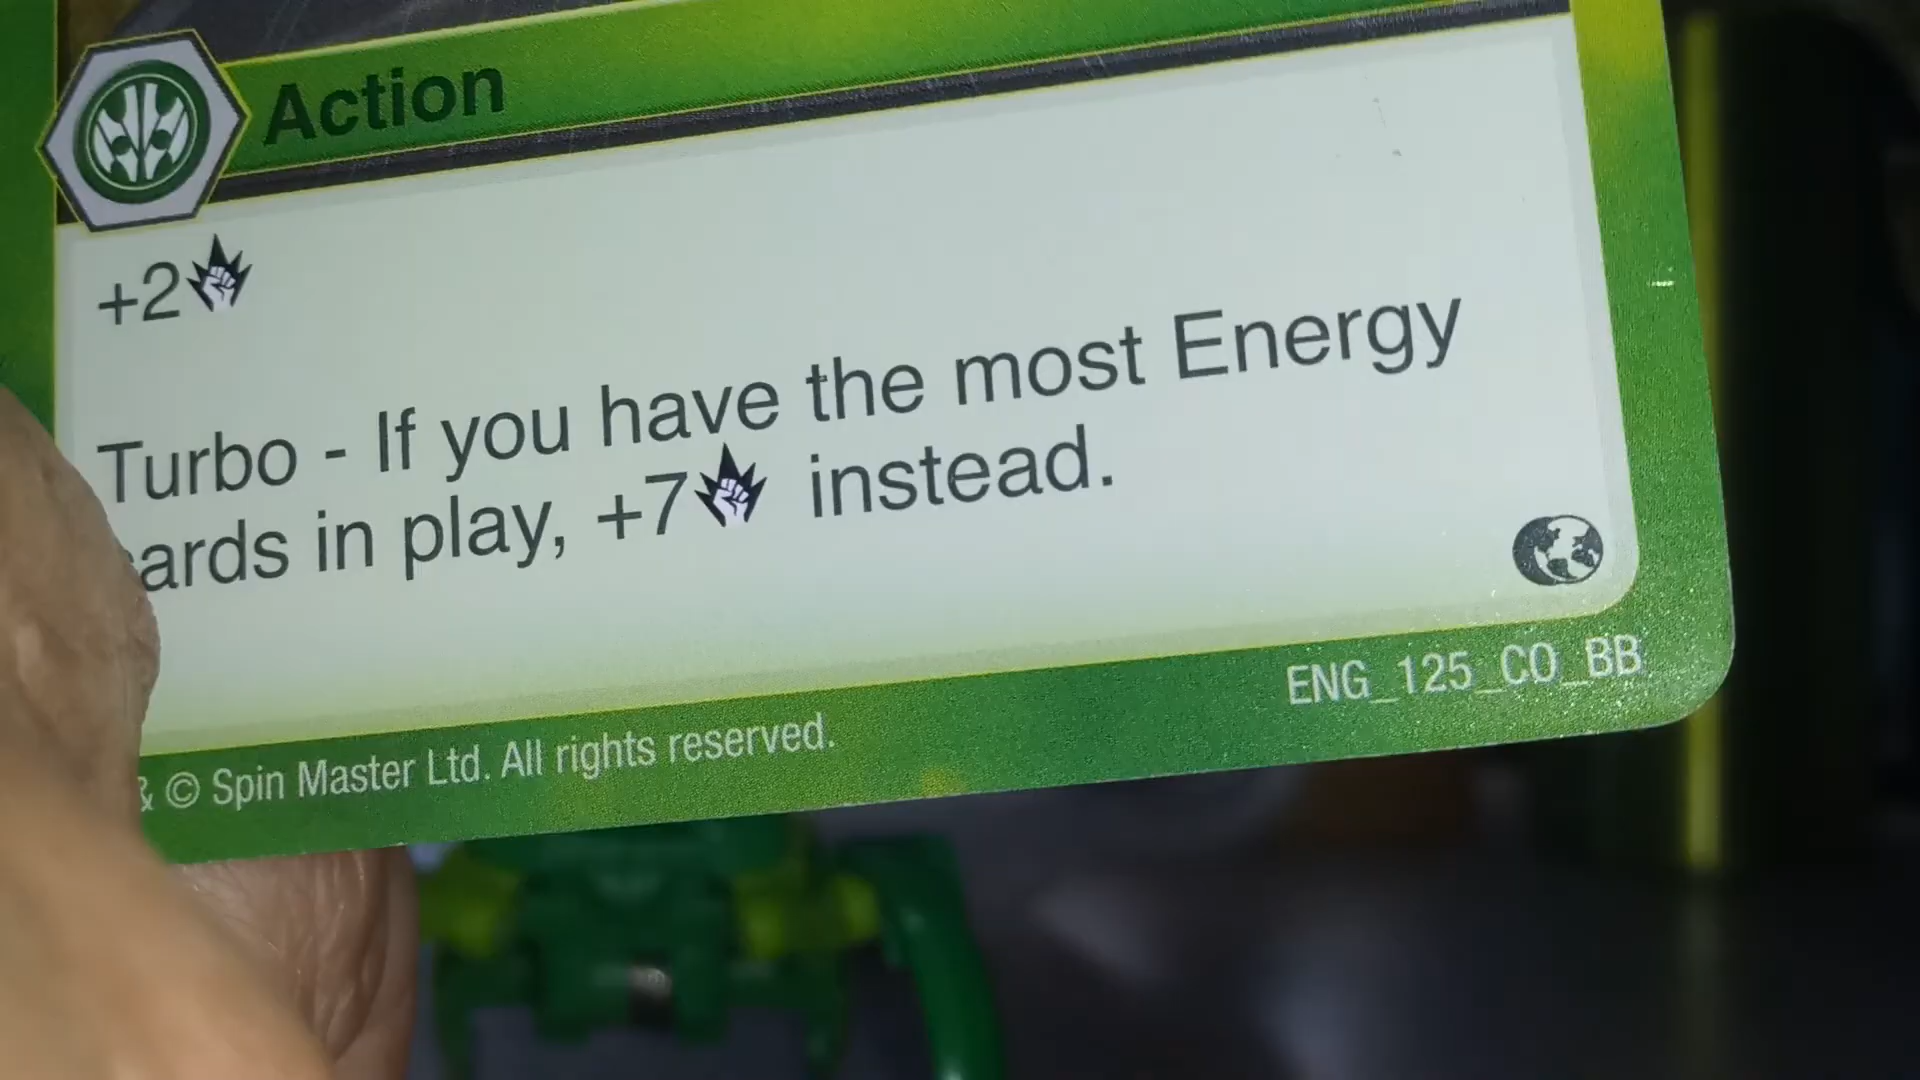 Action
+2
Turbo - If you have the most Energy
ards in play, +7 instead.
ENG_125_CO_BB
& © Spin Master Ltd. All rights reserved.